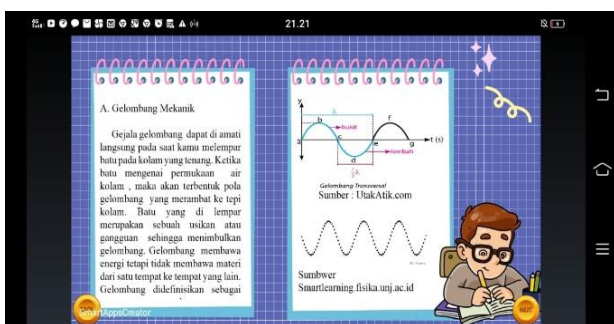 21.21
A. Gelombang Mekanik
Gejala gelombang dapat di amati
langsung pada saat kamu melempar
batu pada kolam yang tenang. Ketika
batu mengenai permukaan air
kolam , maka akan terbentuk pola
gelombang yang merambat ke tepi
kolam. Batu yang di lempar
merupakan sebuah usikan atau
gangguan sehingga menimbulkan
gelombang. Gelombang membawa
energi tetapi tidak membawa materi
dari satu tempat ke tempat yang lain.
Gelombang didefinisikan sebagai
SmartAppsCreator
y
λ
b
bukit
f
a
c
e
g
t (s)
d
lembah
½λ
Gelombang Transversal
Sumber : UtakAtik.com
Sumbwer
Smartlearning.fisika.unj.ac.id
NEXT